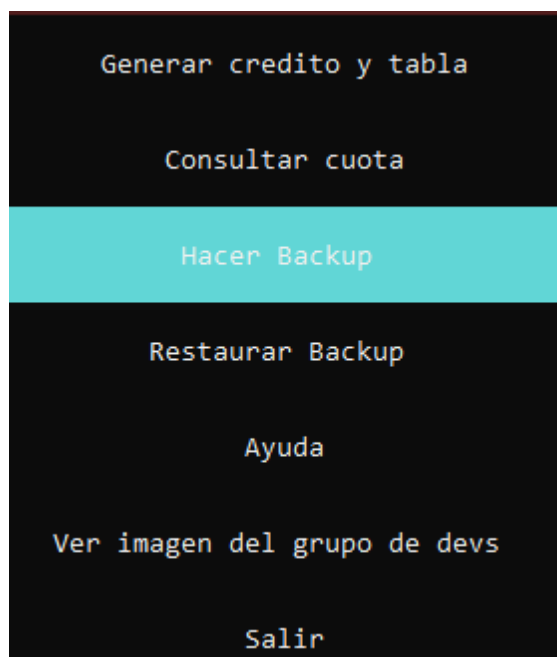 Generar credito y tabla
Consultar cuota
Hacer Backup
Restaurar Backup
Ayuda
Ver imagen del grupo de devs
Salir